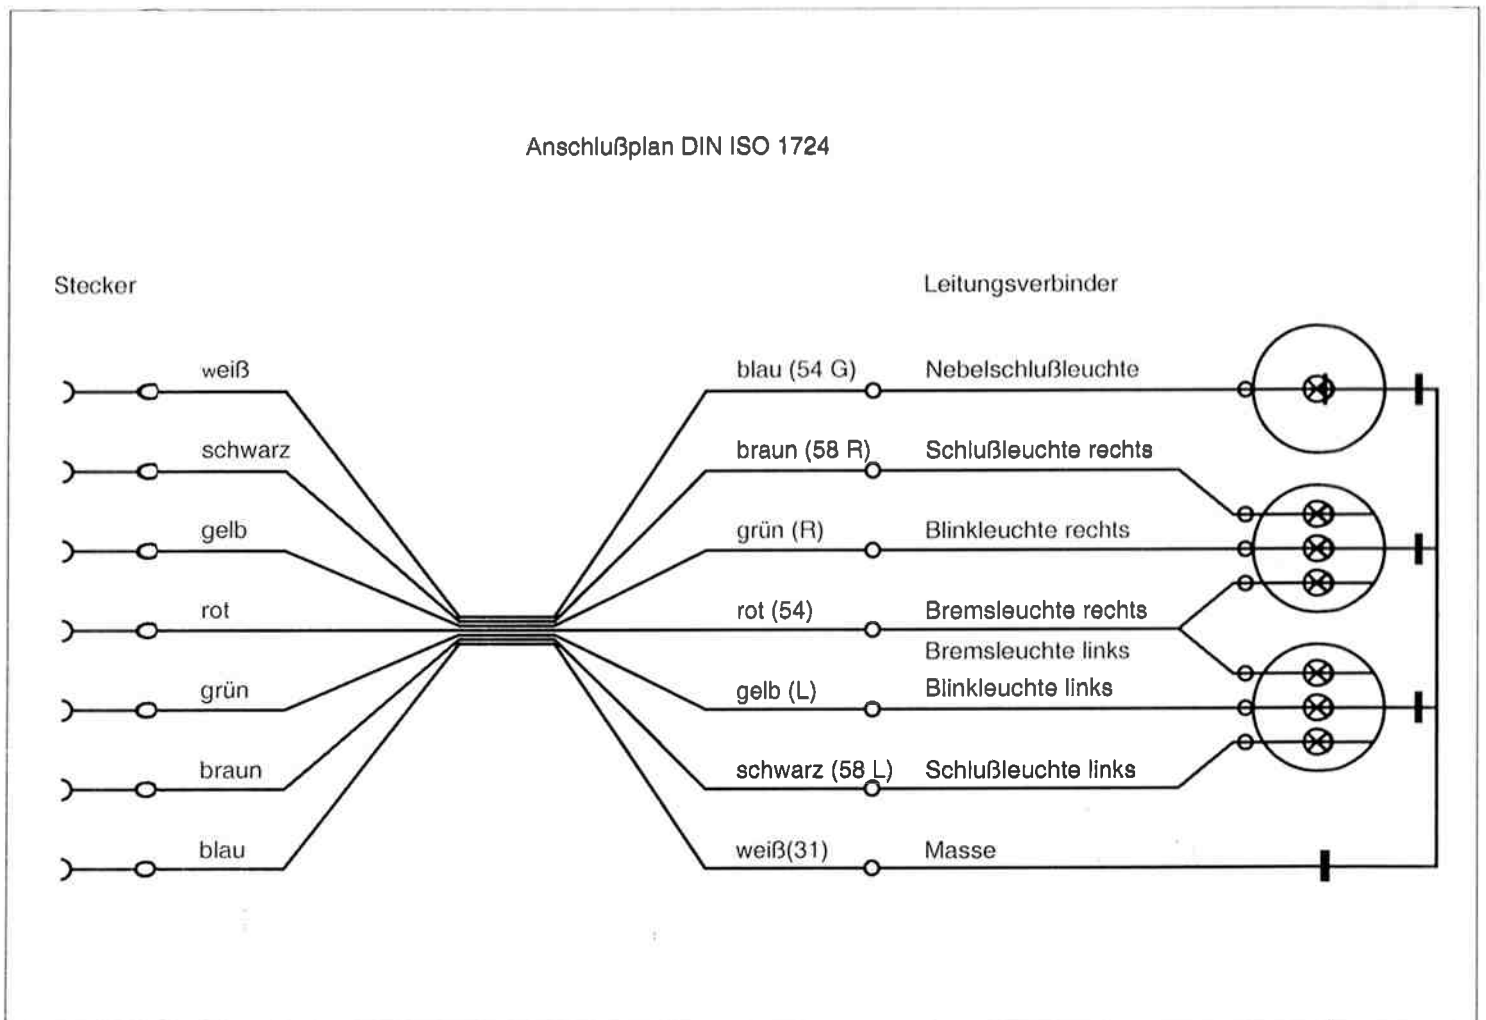 Anschlußplan DIN ISO 1724
Stecker
Leitungsverbinder
weiß
blau (54 G)
Nebelschlußleuchte
schwarz
braun (58 R)
Schlußleuchte rechts
gelb
grün (R)
Blinkleuchte rechts
rot
rot (54)
Bremsleuchte rechts
Bremsleuchte links
grün
gelb (L)
Blinkleuchte links
braun
schwarz (58 L)
Schlußleuchte links
blau
weiß(31)
Masse